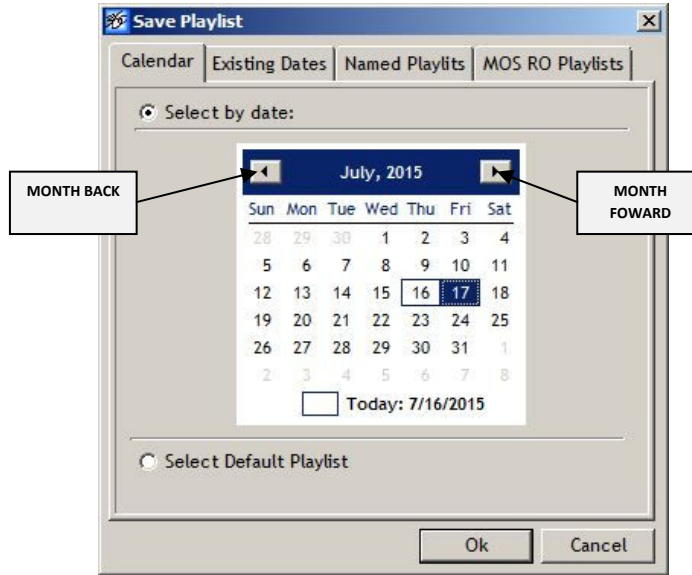 Save Playlist
Calendar Existing Dates Named Playlits MOS RO Playlists
Select by date:
July, 2015
MONTH BACK
MONTH
FOWARD
Sun Mon Tue Wed Thu Fri Sat
28 29 30 1 2 3 4
5 6 7 8 9 10 11
12 13 14 15 16 17 18
19 20 21 22 23 24 25
26 27 28 29 30 31 1
2 3 4 5 6 7 8
Today: 7/16/2015
Select Default Playlist
Ok Cancel